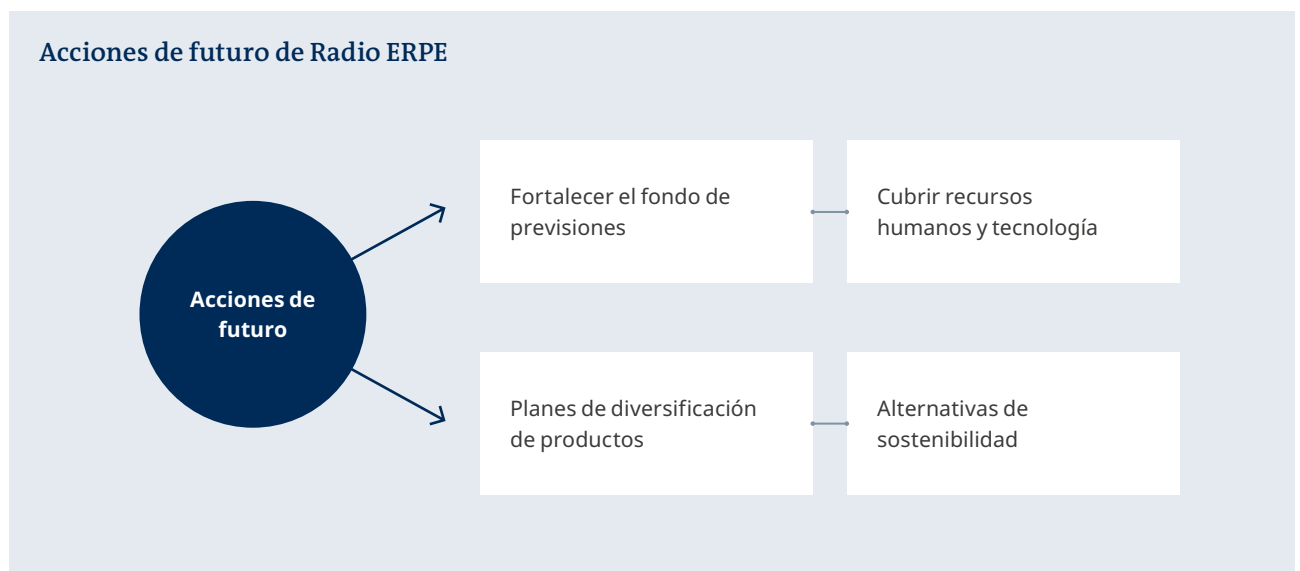 Acciones de futuro de Radio ERPE
Acciones de
futuro
Fortalecer el fondo de
previsiones
Cubrir recursos
humanos y tecnología
Planes de diversificación
de productos
Alternativas de
sostenibilidad